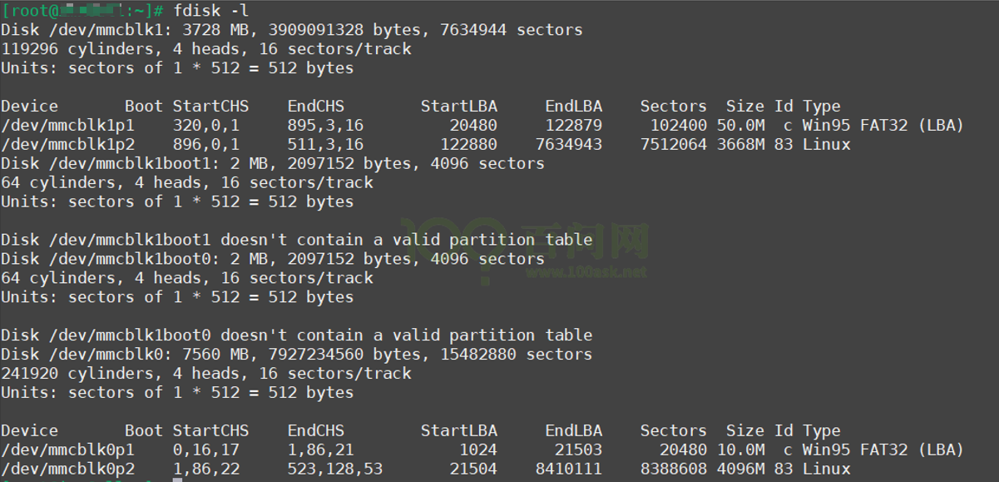 [root@:~]# fdisk -l
Disk /dev/mmcblk1: 3728 MB, 3909091328 bytes, 7634944 sectors
119296 cylinders, 4 heads, 16 sectors/track
Units: sectors of 1 * 512 = 512 bytes
Device       Boot StartCHS    EndCHS        StartLBA     EndLBA    Sectors  Size Id Type
/dev/mmcblk1p1    320,0,1     895,3,16         20480     122879     102400 50.0M  c Win95 FAT32 (LBA)
/dev/mmcblk1p2    896,0,1     511,3,16        122880    7634943    7512064 3668M 83 Linux
Disk /dev/mmcblk1boot1: 2 MB, 2097152 bytes, 4096 sectors
64 cylinders, 4 heads, 16 sectors/track
Units: sectors of 1 * 512 = 512 bytes
Disk /dev/mmcblk1boot1 doesn't contain a valid partition table
Disk /dev/mmcblk1boot0: 2 MB, 2097152 bytes, 4096 sectors
64 cylinders, 4 heads, 16 sectors/track
Units: sectors of 1 * 512 = 512 bytes
Disk /dev/mmcblk1boot0 doesn't contain a valid partition table
Disk /dev/mmcblk0: 7560 MB, 7927234560 bytes, 15482880 sectors
241920 cylinders, 4 heads, 16 sectors/track
Units: sectors of 1 * 512 = 512 bytes
Device       Boot StartCHS    EndCHS        StartLBA     EndLBA    Sectors  Size Id Type
/dev/mmcblk0p1    0,16,17     1,86,21           1024      21503      20480 10.0M  c Win95 FAT32 (LBA)
/dev/mmcblk0p2    1,86,22     523,128,53       21504    8410111    8388608 4096M 83 Linux
100 百问网
www.100ask.net